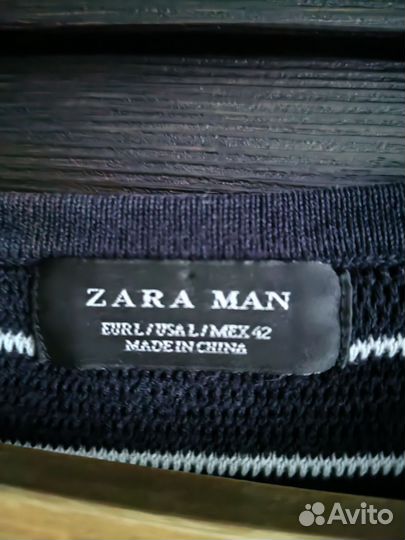 ZARA MAN
EUR L / USA L / MEX 42
MADE IN CHINA
Avito